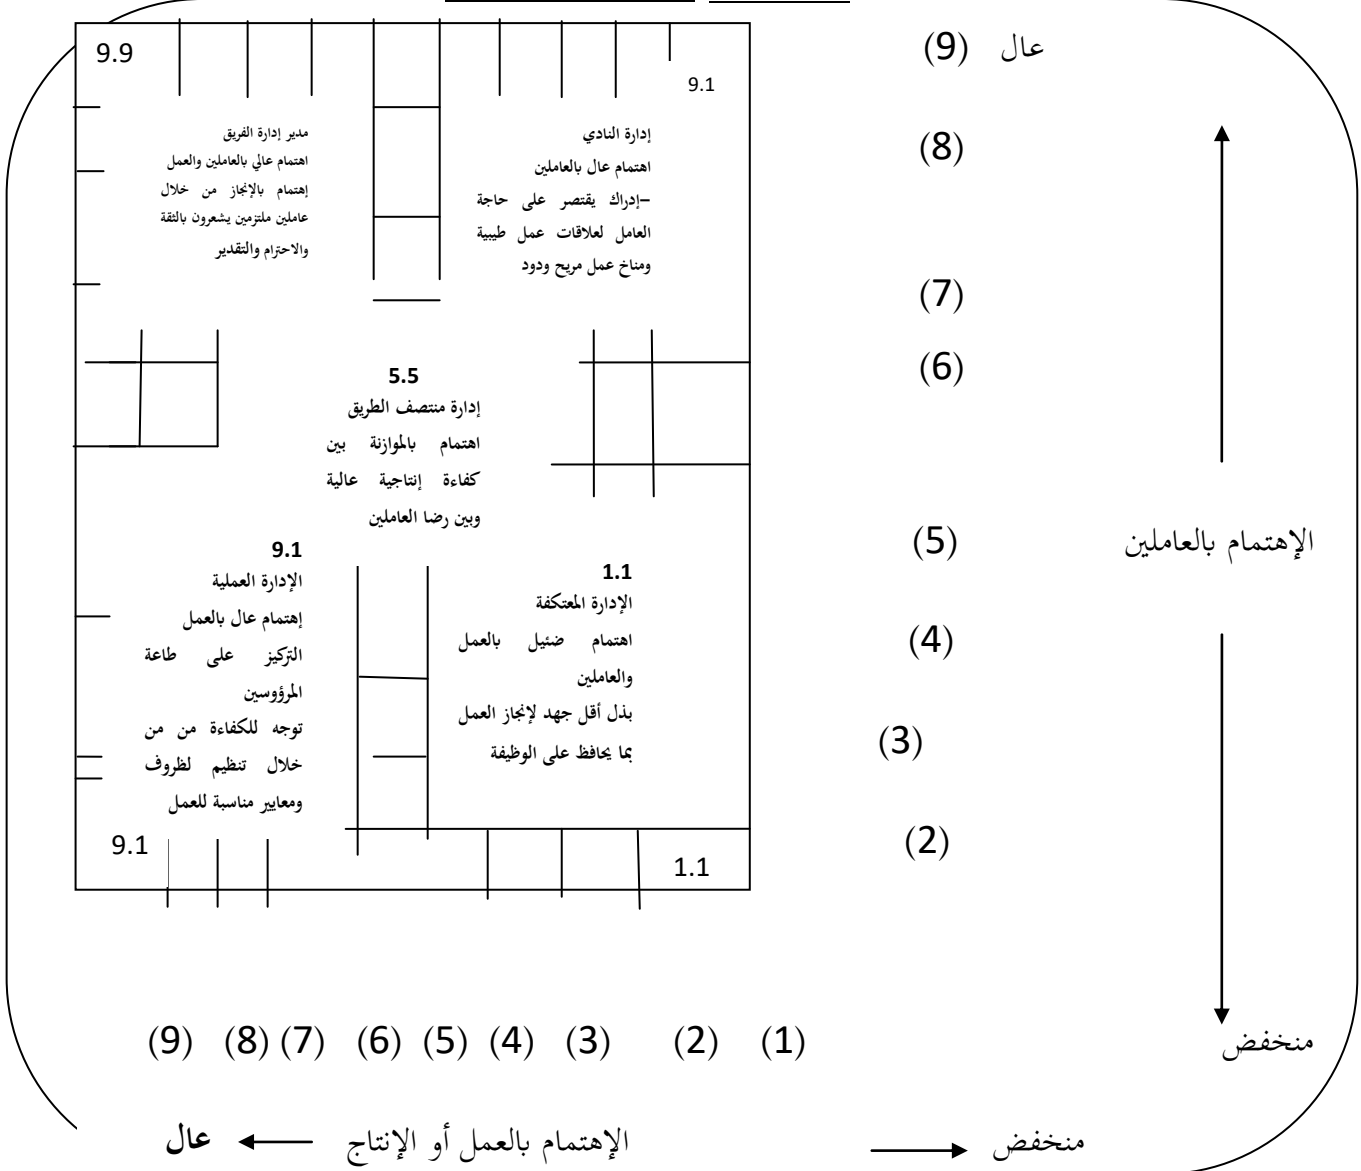 عال (9)
9.1
9.9
إدارة النادي
اهتمام عال بالعاملين
–إدراك يقتصر على حاجة
العامل لعلاقات عمل طيبية
ومناخ عمل مريح ودود
مدير إدارة الفريق
اهتمام عالي بالعاملين والعمل
إهتمام بالإنجاز من خلال
عاملين ملتزمين يشعرون بالثقة
والاحترام والتقدير
(8)
(7)
(6)
5.5
إدارة منتصف الطريق
اهتمام بالموازنة بين
كفاءة إنتاجية عالية
وبين رضا العاملين
الإهتمام بالعاملين
(5)
1.1
الإدارة المعتكفة
اهتمام ضئيل بالعمل
والعاملين
بذل أقل جهد لإنجاز العمل
بما يحافظ على الوظيفة
9.1
الإدارة العملية
إهتمام عال بالعمل
التركيز على طاعة
المرؤوسين
توجه للكفاءة من من
خلال تنظيم لظروف
ومعايير مناسبة للعمل
(4)
(3)
(2)
1.1
9.1
منخفض
(1) (2) (3) (4) (5) (6) (7) (8) (9)
منخفض
الإهتمام بالعمل أو الإنتاج
عال